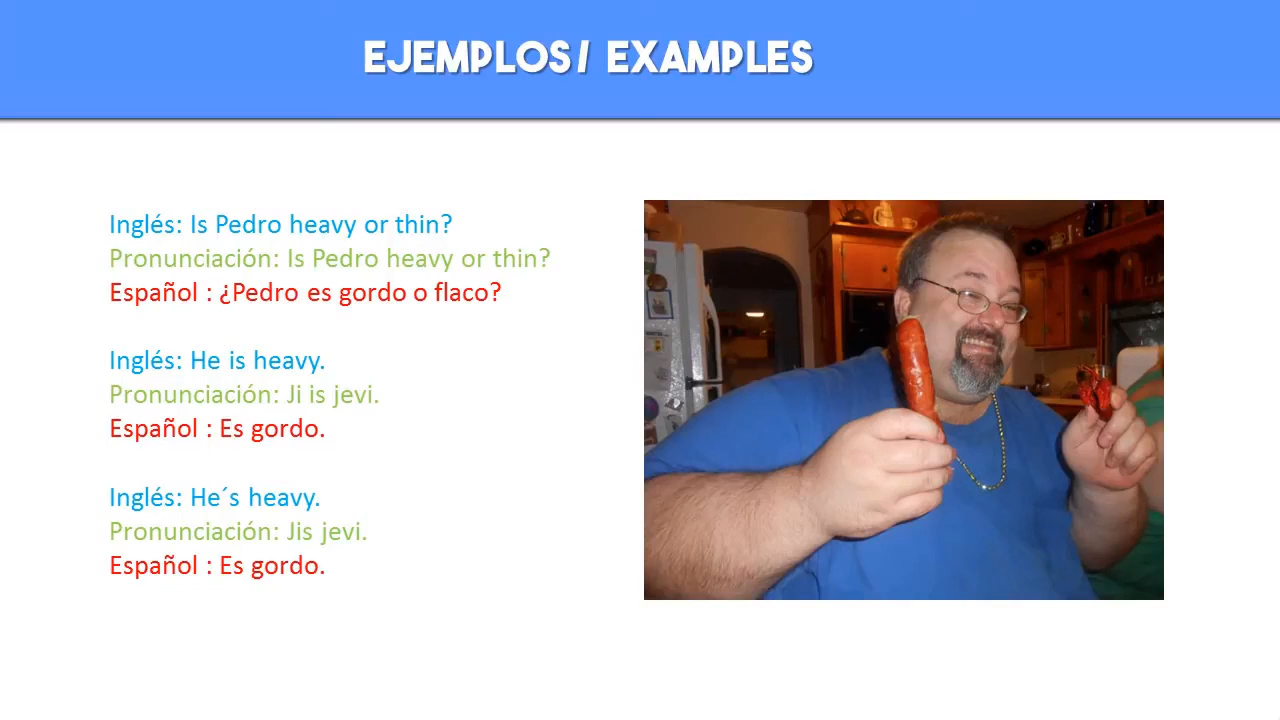 EJEMPLOS/ EXAMPLES
Inglés: Is Pedro heavy or thin?
Pronunciación: Is Pedro heavy or thin?
Español : ¿Pedro es gordo o flaco?
Inglés: He is heavy.
Pronunciación: Ji is jevi.
Español : Es gordo.
Inglés: He´s heavy.
Pronunciación: Jis jevi.
Español : Es gordo.